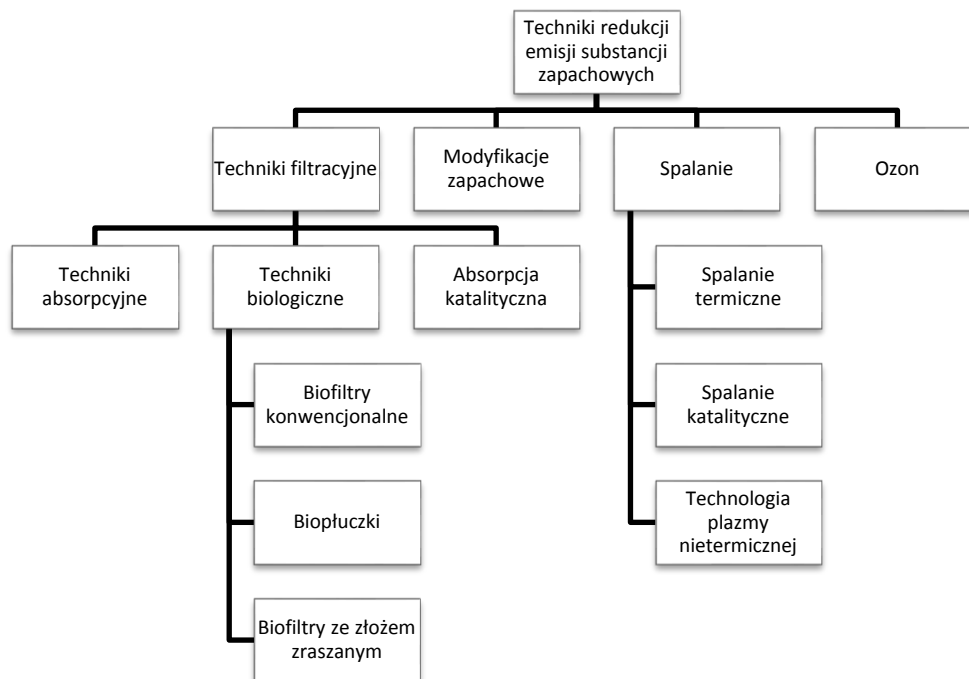 Techniki redukcji
emisji substancji
zapachowych
Techniki filtracyjne
Modyfikacje
zapachowe
Spalanie
Ozon
Techniki
absorpcyjne
Techniki
biologiczne
Absorpcja
katalityczna
Spalanie
termiczne
Biofiltry
konwencjonalne
Spalanie
katalityczne
Biopłuczki
Technologia
plazmy
nietermicznej
Biofiltry ze złożem
zraszanym